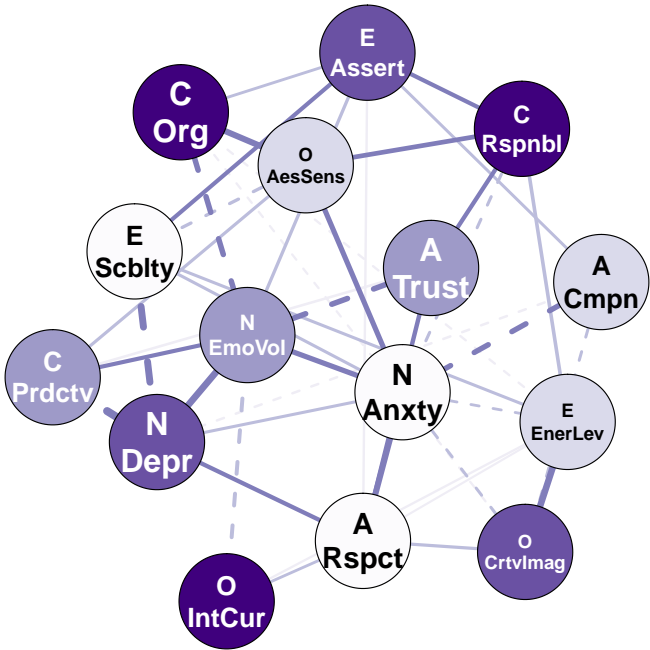 E
Assert
C
Org
C
Rspnbl
O
AesSens
E
Scblty
A
Trust
A
Cmpn
N
EmoVol
C
Prdctv
N
Anxty
E
EnerLev
N
Depr
A
Rspct
O
CrtvImag
O
IntCur